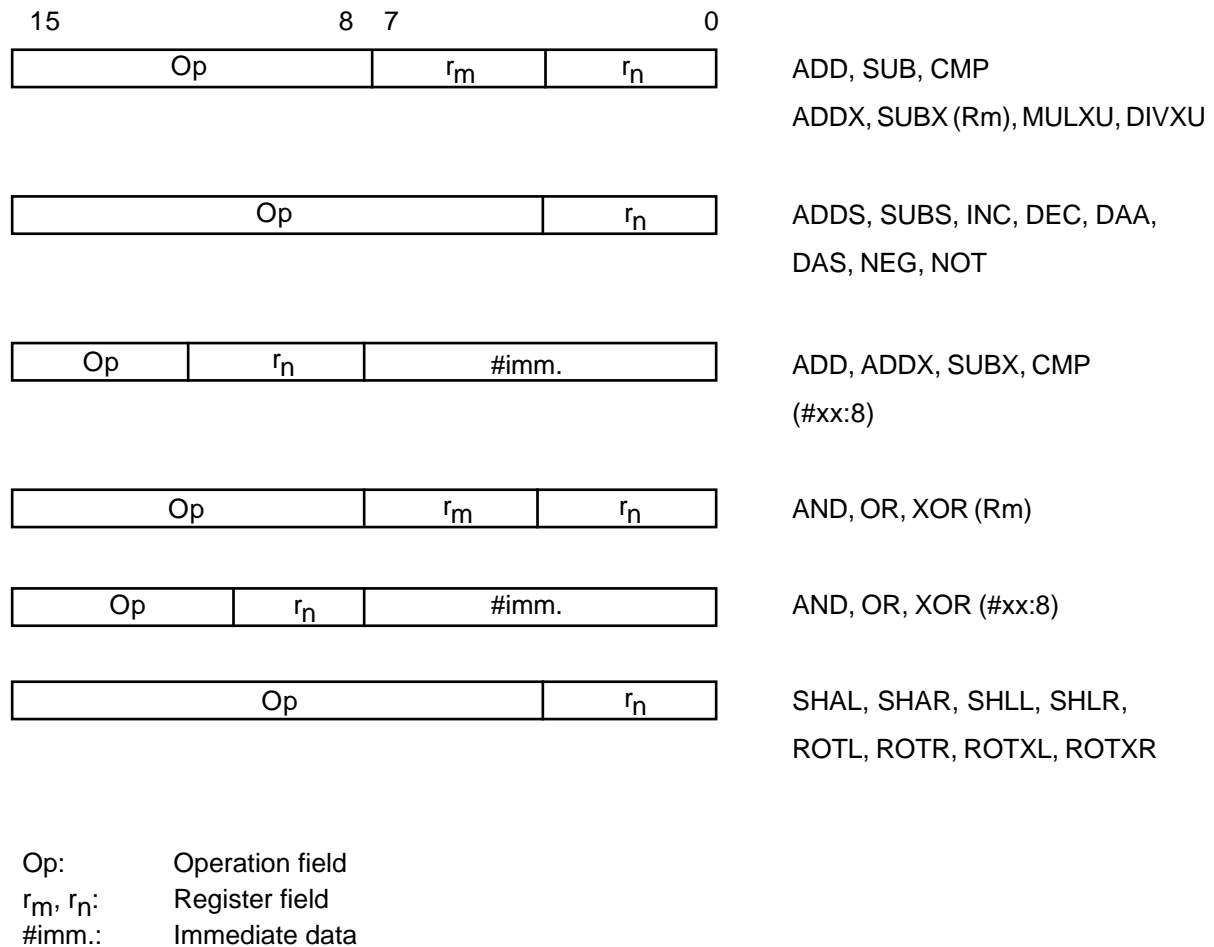 15 8 7 0
Op rm rn ADD, SUB, CMP
ADDX, SUBX (Rm), MULXU, DIVXU
Op rn ADDS, SUBS, INC, DEC, DAA,
DAS, NEG, NOT
Op rn #imm. ADD, ADDX, SUBX, CMP
(#xx:8)
Op rm rn AND, OR, XOR (Rm)
Op rn #imm. AND, OR, XOR (#xx:8)
Op rn SHAL, SHAR, SHLL, SHLR,
ROTL, ROTR, ROTXL, ROTXR
Op: Operation field
rm, rn: Register field
#imm.: Immediate data